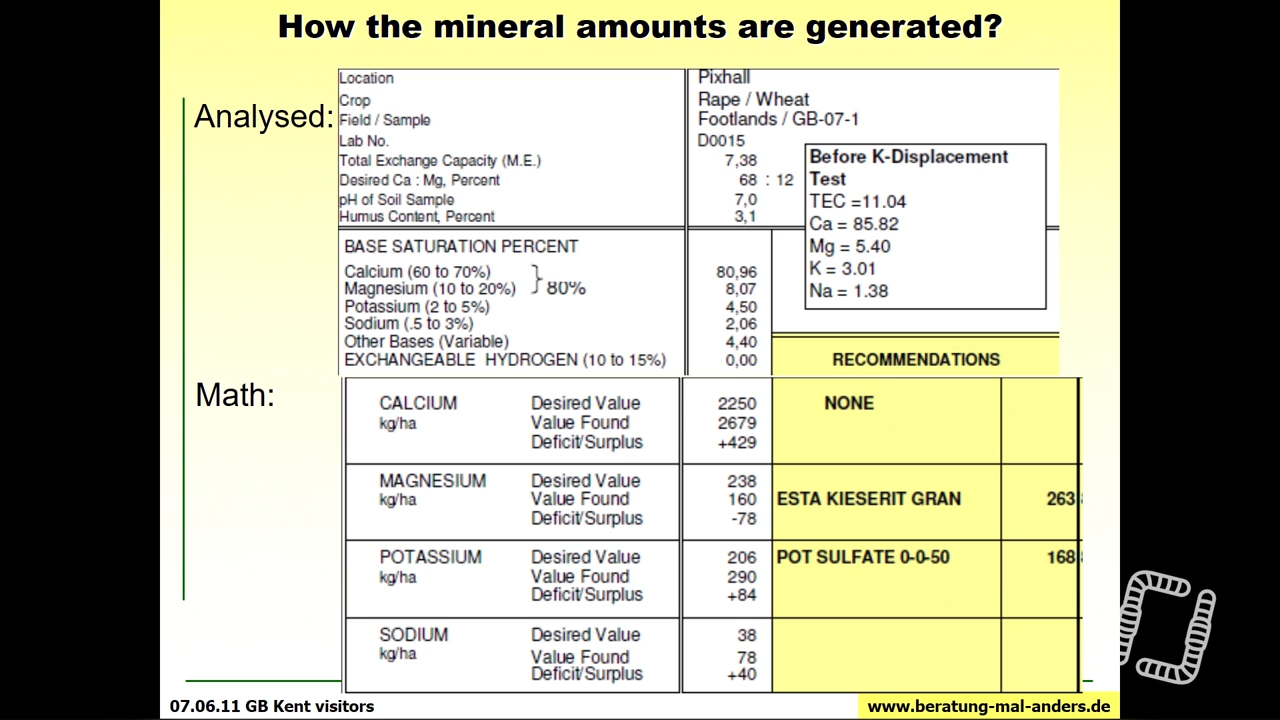 How the mineral amounts are generated?
Analysed:
Location Pixhall
Crop Rape / Wheat
Field / Sample Footlands / GB-07-1
Lab No. D0015
Total Exchange Capacity (M.E.) 7,38
Desired Ca : Mg, Percent 68 : 12
pH of Soil Sample 7,0
Humus Content, Percent 3,1
Before K-Displacement
Test
TEC =11.04
Ca = 85.82
Mg = 5.40
K = 3.01
Na = 1.38
BASE SATURATION PERCENT
Calcium (60 to 70%) 80,96
Magnesium (10 to 20%) } 80% 8,07
Potassium (2 to 5%) 4,50
Sodium (.5 to 3%) 2,06
Other Bases (Variable) 4,40
EXCHANGEABLE HYDROGEN (10 to 15%) 0,00
RECOMMENDATIONS
Math:
CALCIUM Desired Value 2250 NONE
kg/ha Value Found 2679
Deficit/Surplus +429
MAGNESIUM Desired Value 238
kg/ha Value Found 160 ESTA KIESERIT GRAN 263
Deficit/Surplus -78
POTASSIUM Desired Value 206 POT SULFATE 0-0-50 168
kg/ha Value Found 290
Deficit/Surplus +84
SODIUM Desired Value 38
kg/ha Value Found 78
Deficit/Surplus +40
07.06.11 GB Kent visitors
www.beratung-mal-anders.de